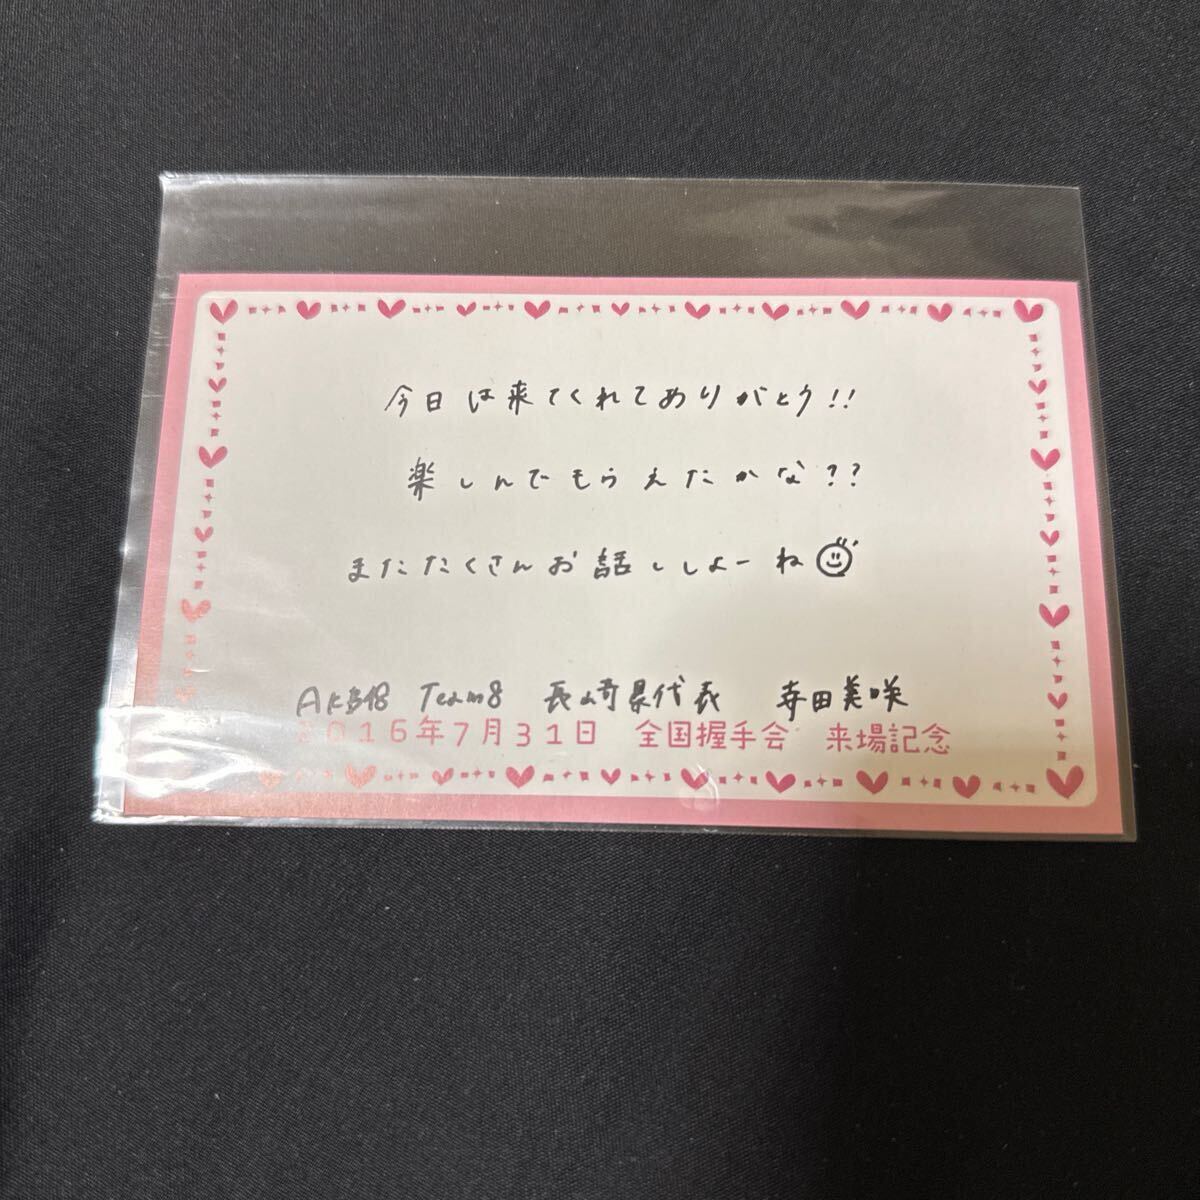 今日は来てくれてありがとう!!
楽しんでもらえたかな??
またたくさんお話ししよーね
AKB48 Team8 長崎県代表 寺田美咲
2016年7月31日 全国握手会 来場記念